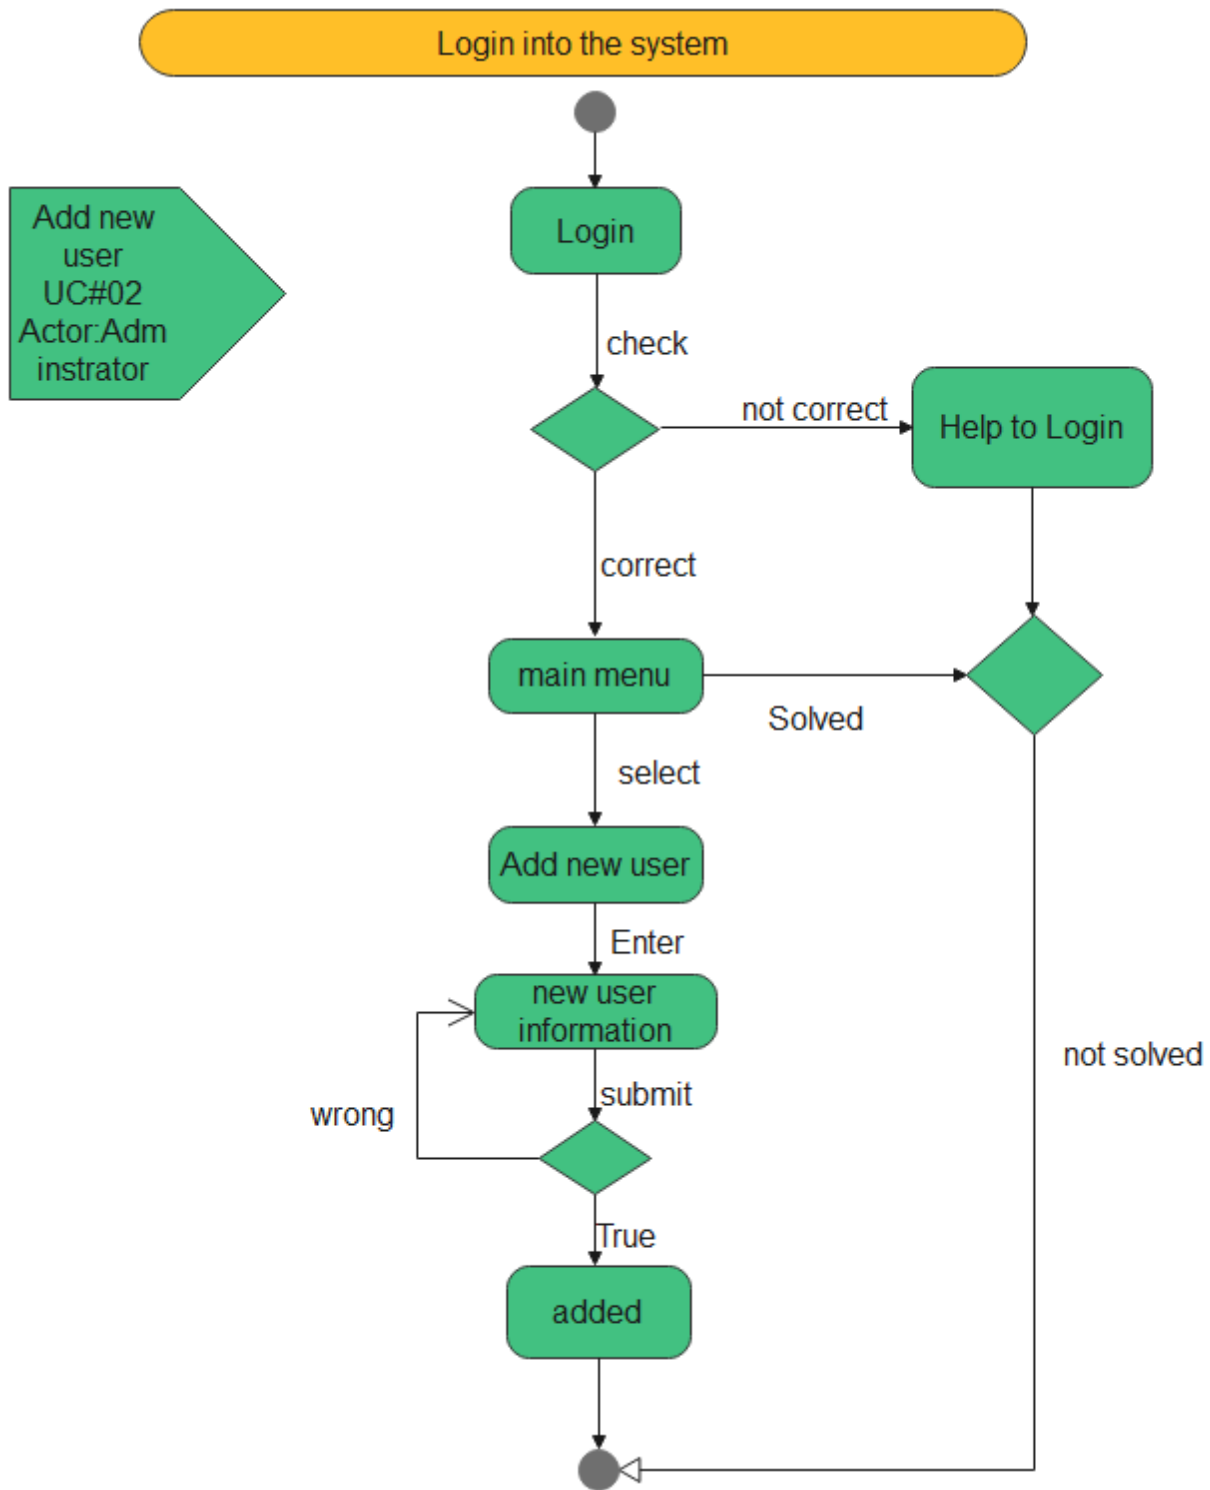 Login into the system
Add new
user
UC#02
Actor:Adm
instrator
Login
check
not correct
Help to Login
correct
main menu
Solved
select
Add new user
Enter
new user
information
not solved
submit
wrong
True
added